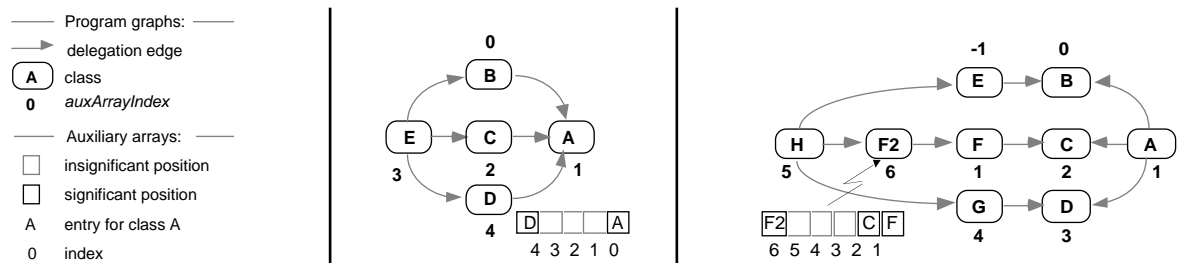 Program graphs:
delegation edge
A class
0 auxArrayIndex
Auxiliary arrays:
insignificant position
significant position
A entry for class A
0 index
0
B
E C A
3 2 1
D
4
D A
4 3 2 1 0
-1 0
E B
H F2 F C A
5 6 1 2 1
G D
4 3
F2 C F
6 5 4 3 2 1